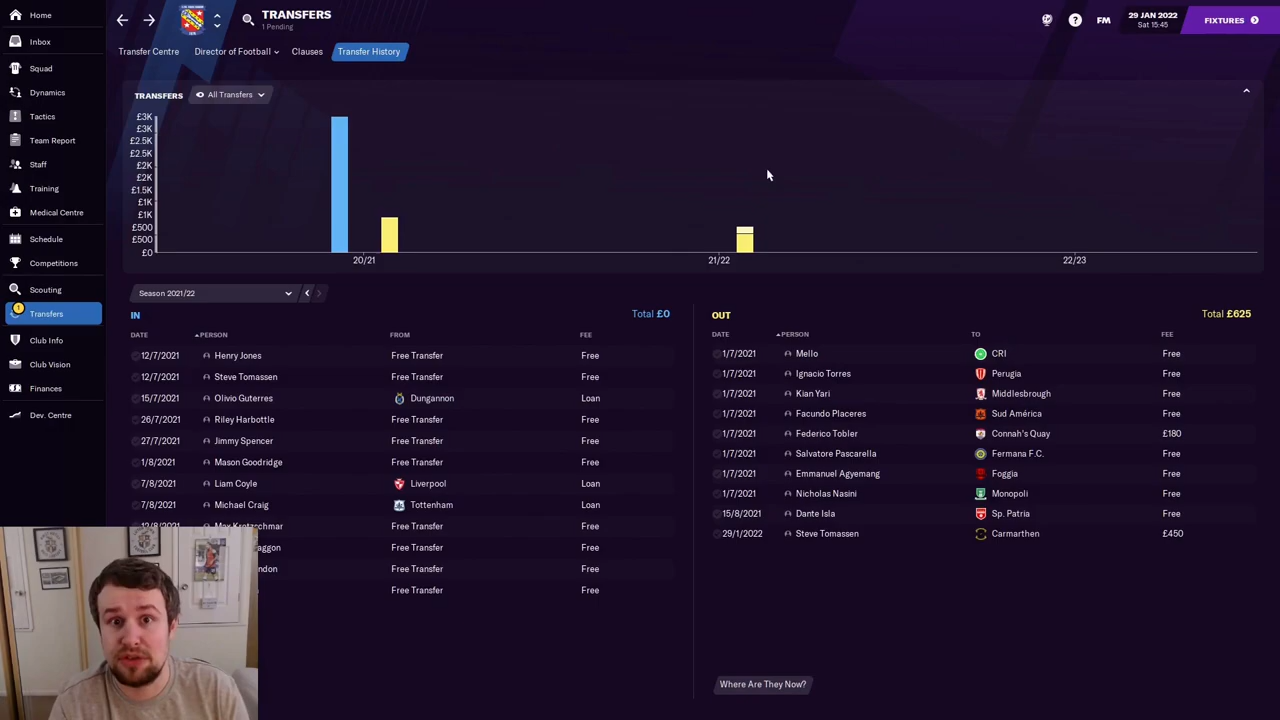 Home
TRANSFERS
1 Pending
FM
29 JAN 2022
Sat 15:45
FIXTURES
Inbox
Transfer Centre
Director of Football
Clauses
Transfer History
Squad
Dynamics
Tactics
Team Report
Staff
Training
Medical Centre
Schedule
Competitions
Scouting
1
Transfers
Club Info
Club Vision
Finances
Dev. Centre
TRANSFERS
All Transfers
£3K
£3K
£2.5K
£2.5K
£2K
£2K
£1.5K
£1K
£1K
£500
£500
£0
20/21
21/22
22/23
Season 2021/22
IN
Total £0
DATE PERSON FROM FEE
12/7/2021 Henry Jones Free Transfer Free
12/7/2021 Steve Tomassen Free Transfer Free
15/7/2021 Olivio Guterres Dungannon Loan
26/7/2021 Riley Harbottle Free Transfer Free
27/7/2021 Jimmy Spencer Free Transfer Free
1/8/2021 Mason Goodridge Free Transfer Free
7/8/2021 Liam Coyle Liverpool Loan
7/8/2021 Michael Craig Tottenham Loan
Free Transfer Free
Free Transfer Free
Free Transfer Free
Free Transfer Free
OUT
Total £625
DATE PERSON TO FEE
1/7/2021 Mello CRI Free
1/7/2021 Ignacio Torres Perugia Free
1/7/2021 Kian Yari Middlesbrough Free
1/7/2021 Facundo Placeres Sud América Free
1/7/2021 Federico Tobler Connah's Quay £180
1/7/2021 Salvatore Pascarella Fermana F.C. Free
1/7/2021 Emmanuel Agyemang Foggia Free
1/7/2021 Nicholas Nasini Monopoli Free
15/8/2021 Dante Isla Sp. Patria Free
29/1/2022 Steve Tomassen Carmarthen £450
Where Are They Now?